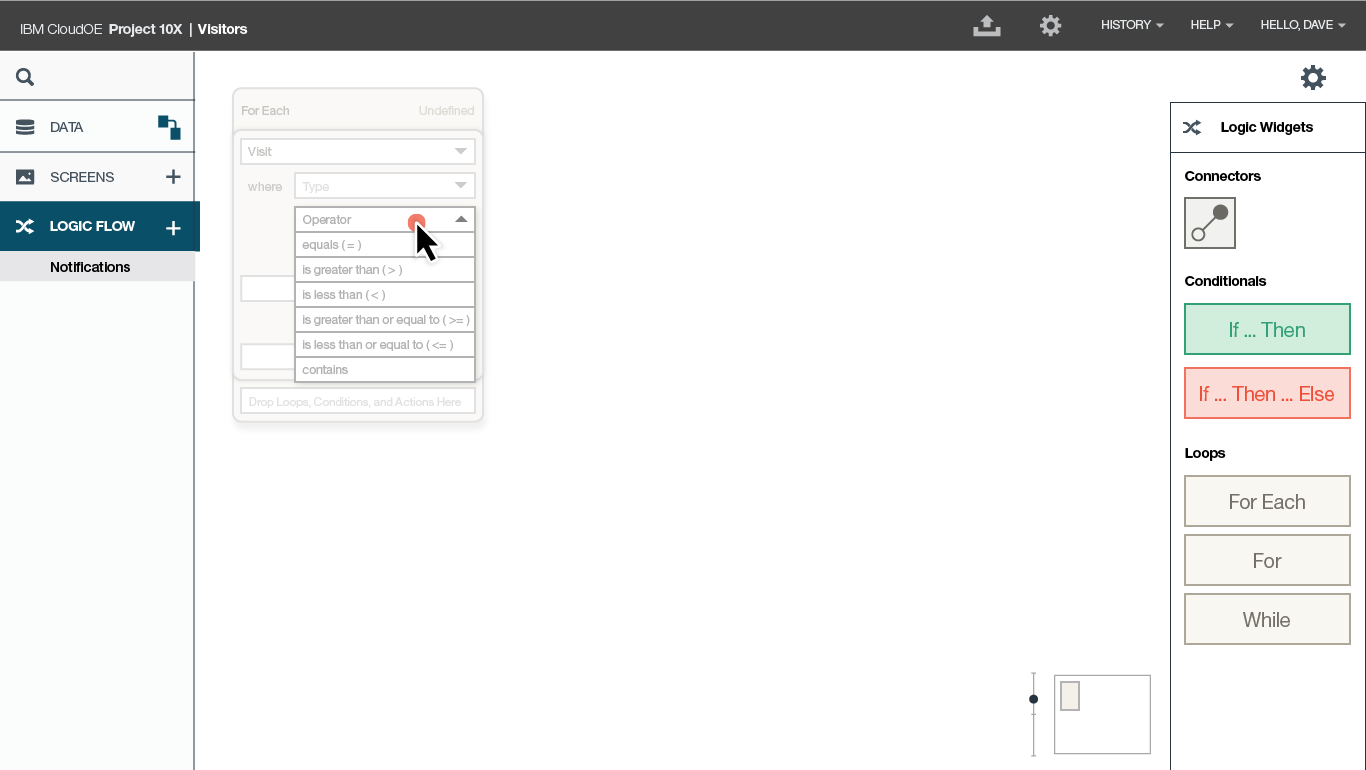 IBM CloudOE Project 10X | Visitors
HISTORY
HELP
HELLO, DAVE
DATA
SCREENS
LOGIC FLOW
Notifications
For Each Undefined
Visit
where Type
Operator
equals ( = )
is greater than ( > )
is less than ( < )
is greater than or equal to ( >= )
is less than or equal to ( <= )
contains
Drop Loops, Conditions, and Actions Here
Logic Widgets
Connectors
Conditionals
If ... Then
If ... Then ... Else
Loops
For Each
For
While